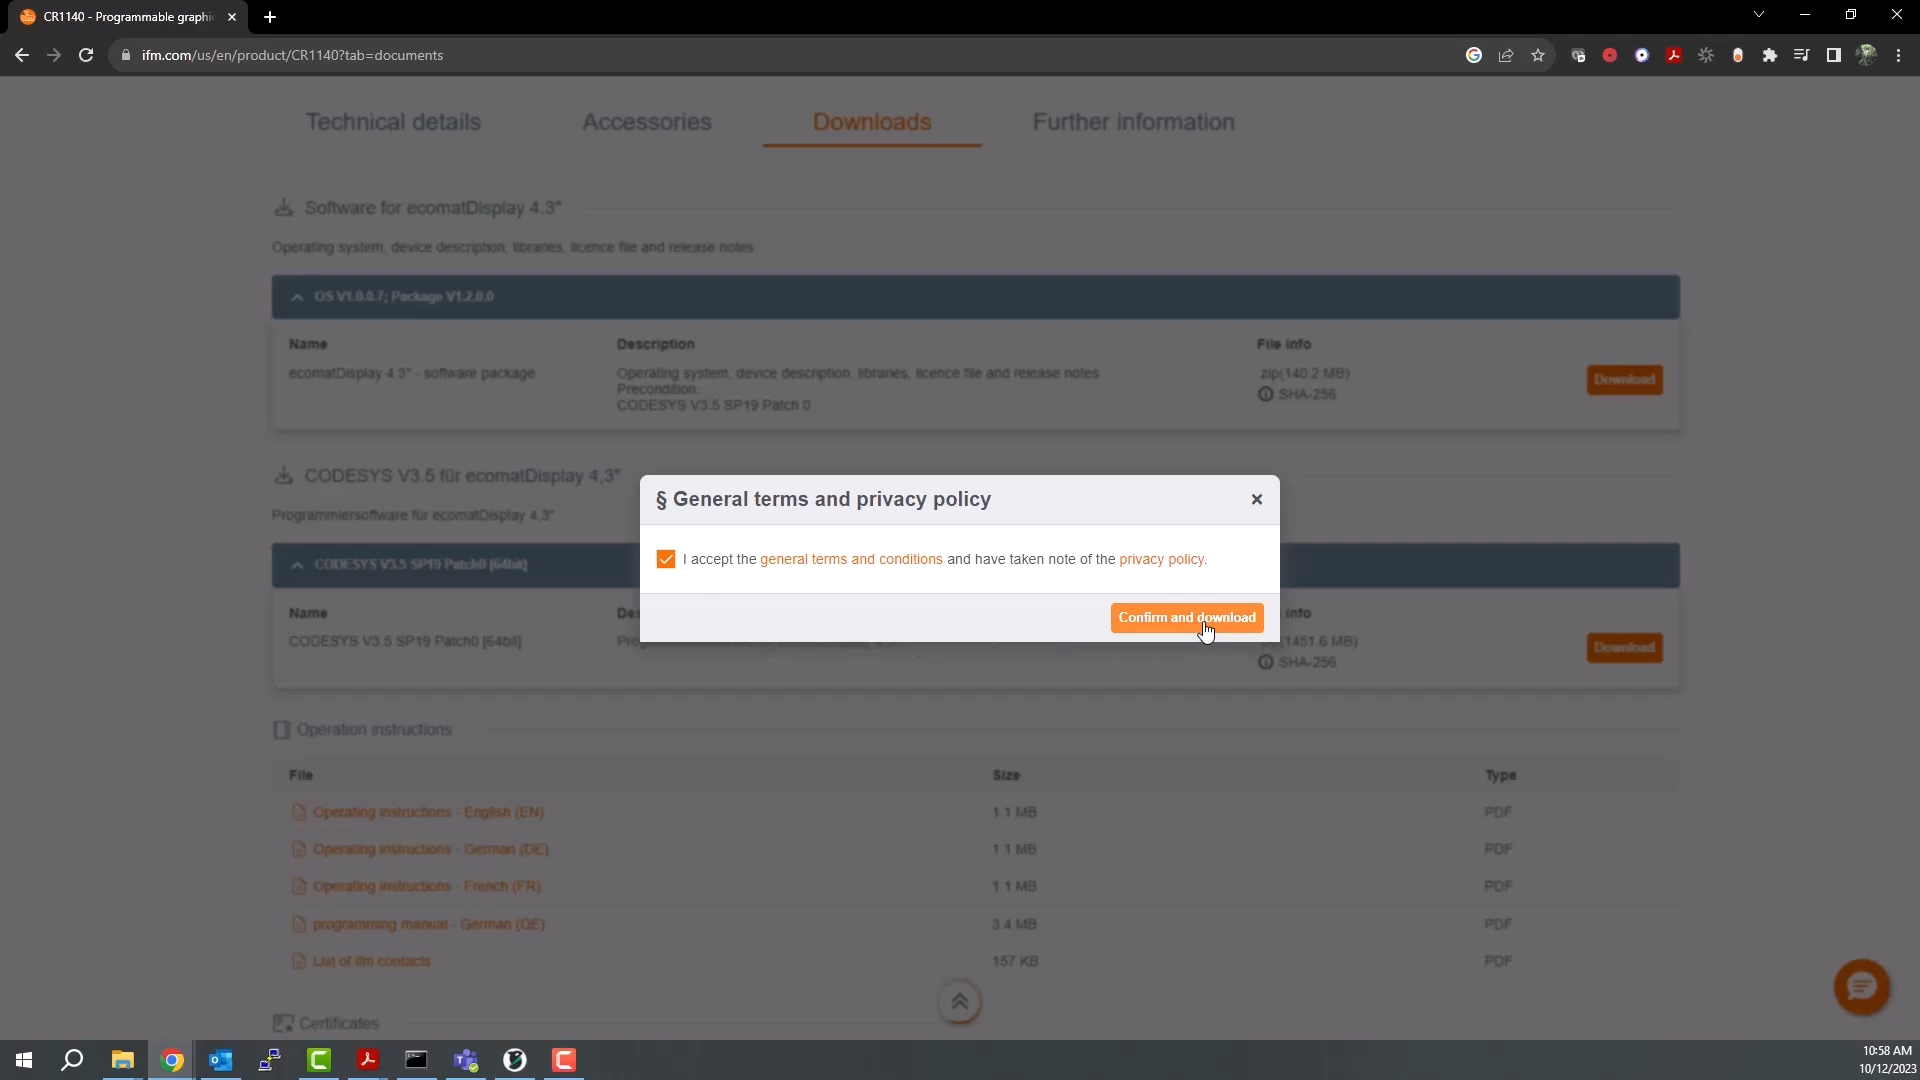 CR1140 - Programmable graphi
ifm.com/us/en/product/CR1140?tab=documents
Technical details
Accessories
Downloads
Further information
Software for ecomatDisplay 4.3"
Operating system, device description, libraries, licence file and release notes
OS V1.0.0.7; Package V1.2.0.0
Name
Description
File info
ecomatDisplay 4.3" - software package
Operating system, device description, libraries, licence file and release notes
Precondition:
CODESYS V3.5 SP19 Patch 0
zip(140.2 MB)
SHA-256
Download
CODESYS V3.5 für ecomatDisplay 4,3"
Programmiersoftware für ecomatDisplay 4,3"
CODESYS V3.5 SP19 Patch0 [64bit]
§ General terms and privacy policy
I accept the general terms and conditions and have taken note of the privacy policy.
Confirm and download
Name
info
CODESYS V3.5 SP19 Patch0 [64bit]
(1451.6 MB)
SHA-256
Download
Operation instructions
File
Size
Type
Operating instructions - English (EN)
1.1 MB
PDF
Operating instructions - German (DE)
1.1 MB
PDF
Operating instructions - French (FR)
1.1 MB
PDF
programming manual - German (DE)
3.4 MB
PDF
List of ifm contacts
157 KB
PDF
Certificates
10:58 AM
10/12/2023